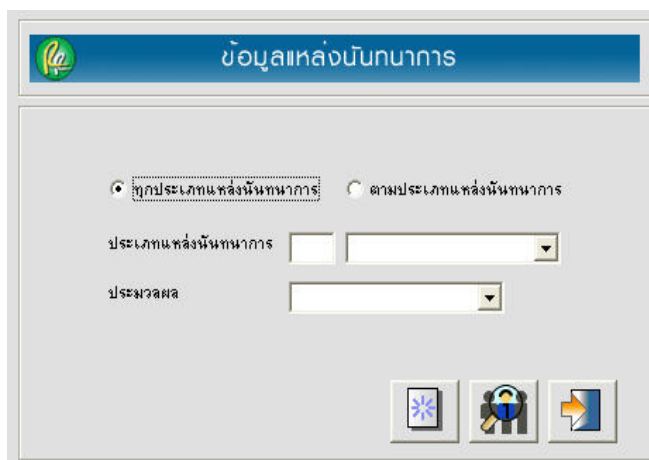 ข้อมูลแหล่งนันทนาการ
ทุกประเภทแหล่งนันทนาการ ตามประเภทแหล่งนันทนาการ
ประเภทแหล่งนันทนาการ
ประมวลผล